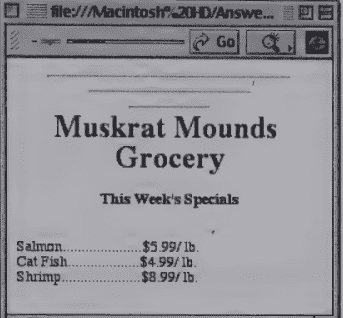 file:///Macintosh%20HD/Answe...
Go
Muskrat Mounds
Grocery
This Week's Specials
Salmon......................$5.99/ lb.
Cat Fish....................$4.99/ lb.
Shrimp......................$8.99/ lb.